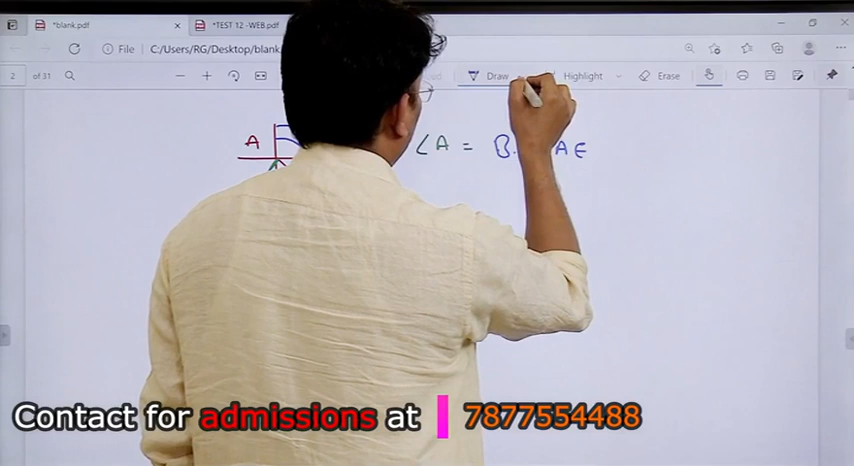 *blank.pdf
*TEST 12 -WEB.pdf
File C:/Users/RG/Desktop/blank.
2 of 31 Draw Highlight Erase
A
<A = B. AE
Contact for admissions at 7877554488